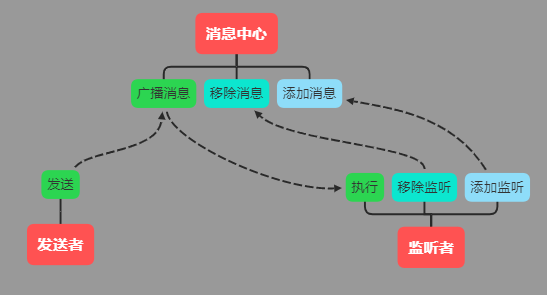 消息中心
广播消息
移除消息
添加消息
发送
执行
移除监听
添加监听
发送者
监听者